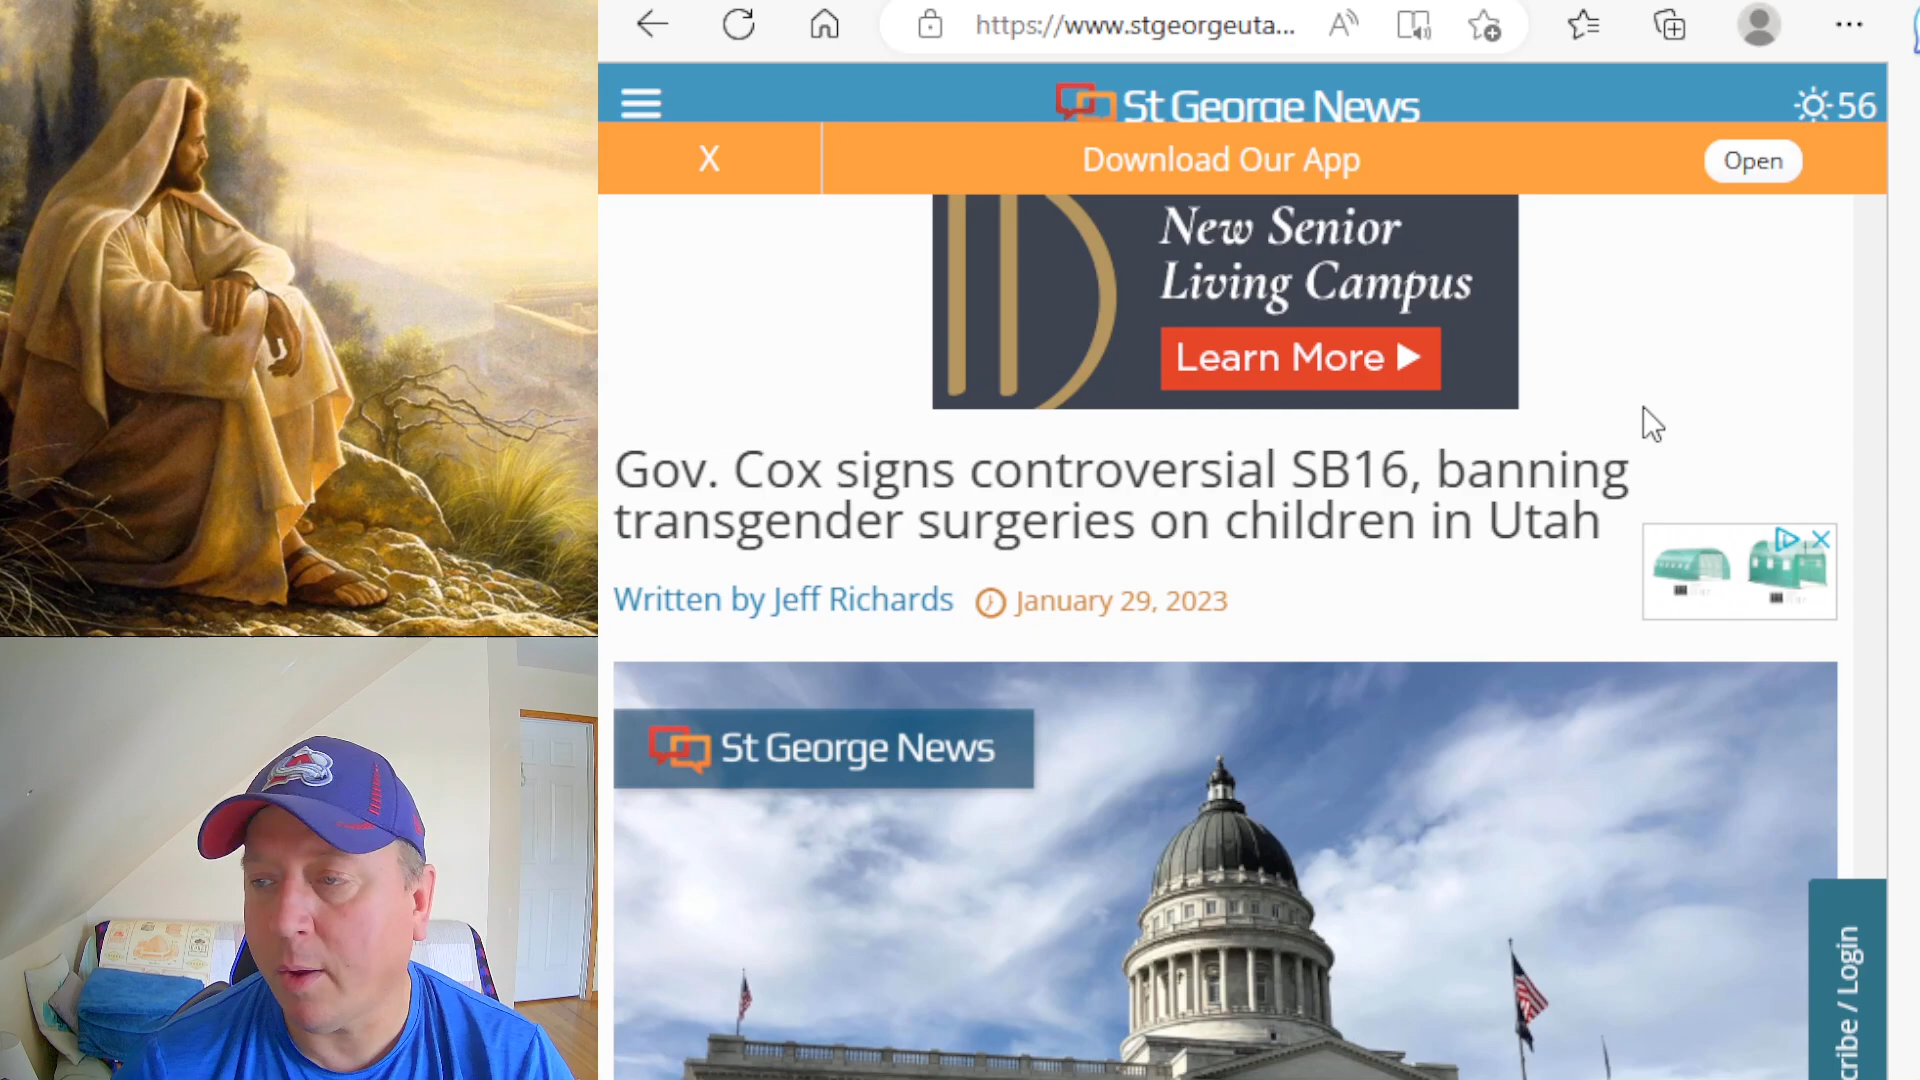 https://www.stgeorgeuta...
St George News
56
X
Download Our App
Open
New Senior
Living Campus
Learn More
Gov. Cox signs controversial SB16, banning
transgender surgeries on children in Utah
Written by Jeff Richards
January 29, 2023
St George News
cribe / Login